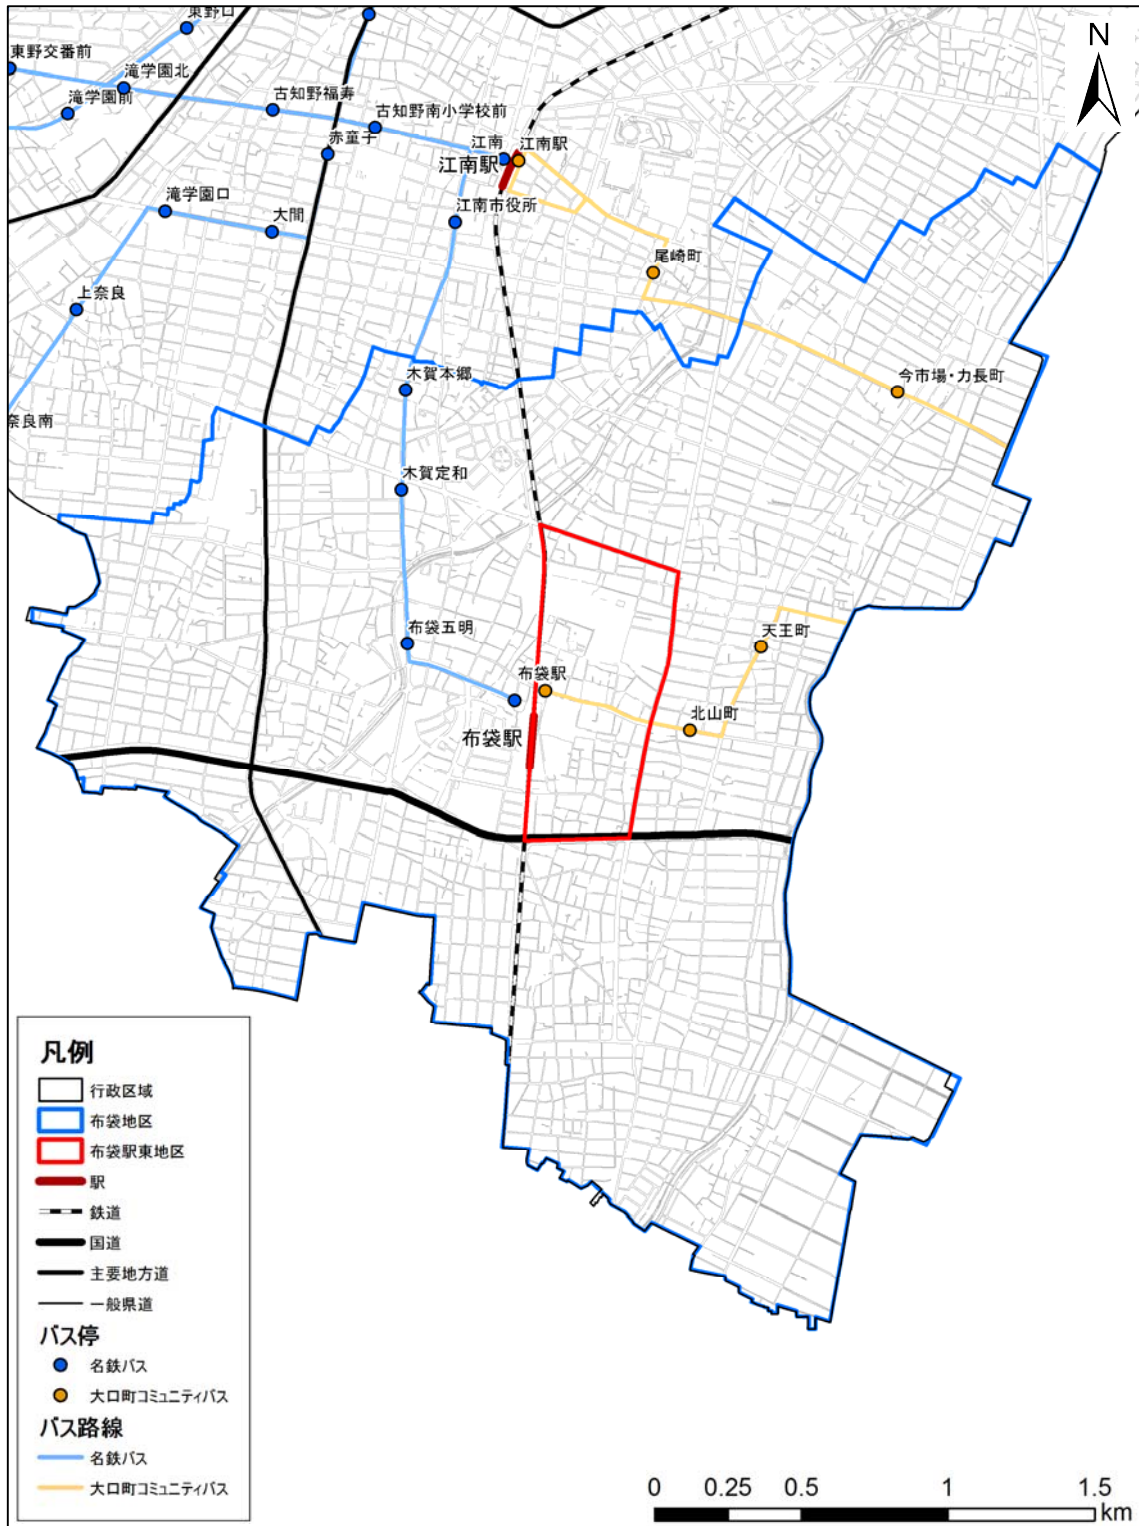 東野口
N
東野交番前
滝学園北
滝学園前
古知野福寿
古知野南小学校前
赤童子
江南
江南駅
江南駅
滝学園口
大間
江南市役所
尾崎町
上奈良
木賀本郷
今市場・力長町
奈良南
木賀定和
布袋五明
天王町
布袋駅
北山町
布袋駅
凡例
行政区域
布袋地区
布袋駅東地区
駅
鉄道
国道
主要地方道
一般県道
バス停
名鉄バス
大口町コミュニティバス
バス路線
名鉄バス
大口町コミュニティバス
0 0.25 0.5 1 1.5
km